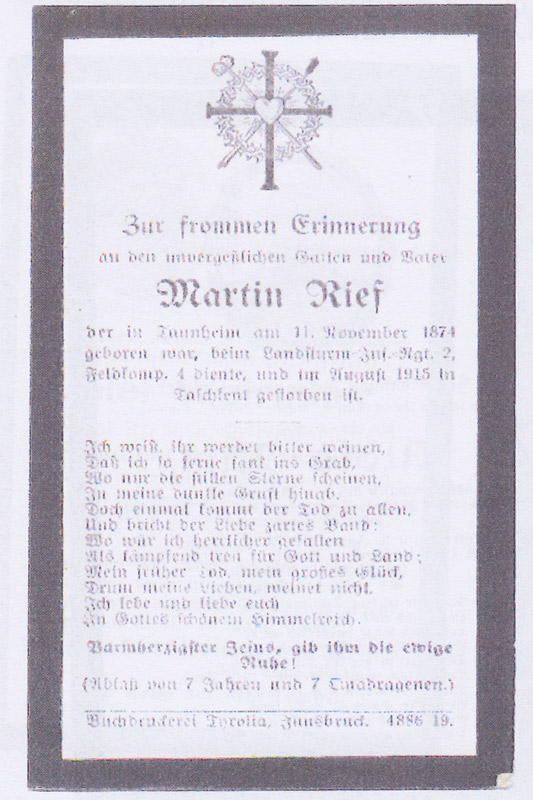 Zur frommen Erinnerung
an den unvergeßlichen Gatten und Vater
Martin Rief
der in Tannheim am 11. November 1874
geboren war, beim Landsturm-Inf.-Rgt. 2,
Feldkomp. 4 diente, und im August 1915 in
Taschkent gestorben ist.
Ich weiß, ihr werdet bitter weinen,
Daß ich so ferne sank ins Grab,
Wo nur die stillen Sterne scheinen,
In meine dunkle Gruft hinab.
Doch einmal kommt der Tod zu allen,
Und bricht der Liebe zartes Band:
Wo wär ich herrlicher gefallen
Als kämpfend treu für Gott und Land;
Mein früher Tod, mein großes Glück,
Drum meine Lieben, weinet nicht,
Ich lebe und liebe euch
In Gottes schönem Himmelreich.
Barmherzigster Jesus, gib ihm die ewige
Ruhe!
(Ablaß von 7 Jahren und 7 Quadragenen.)
Buchdruckerei Tyrolia, Innsbruck. 4886 19.